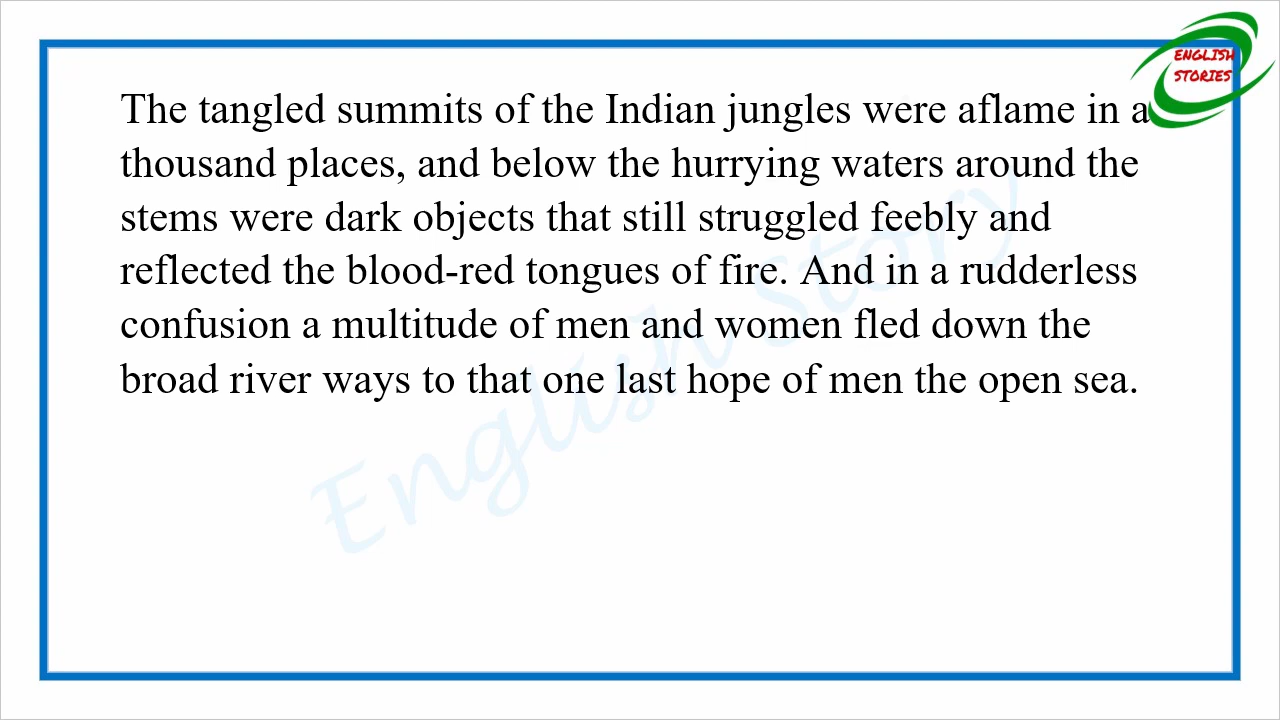 ENGLISH
STORIES
The tangled summits of the Indian jungles were aflame in a
thousand places, and below the hurrying waters around the
stems were dark objects that still struggled feebly and
reflected the blood-red tongues of fire. And in a rudderless
confusion a multitude of men and women fled down the
broad river ways to that one last hope of men the open sea.
English Story